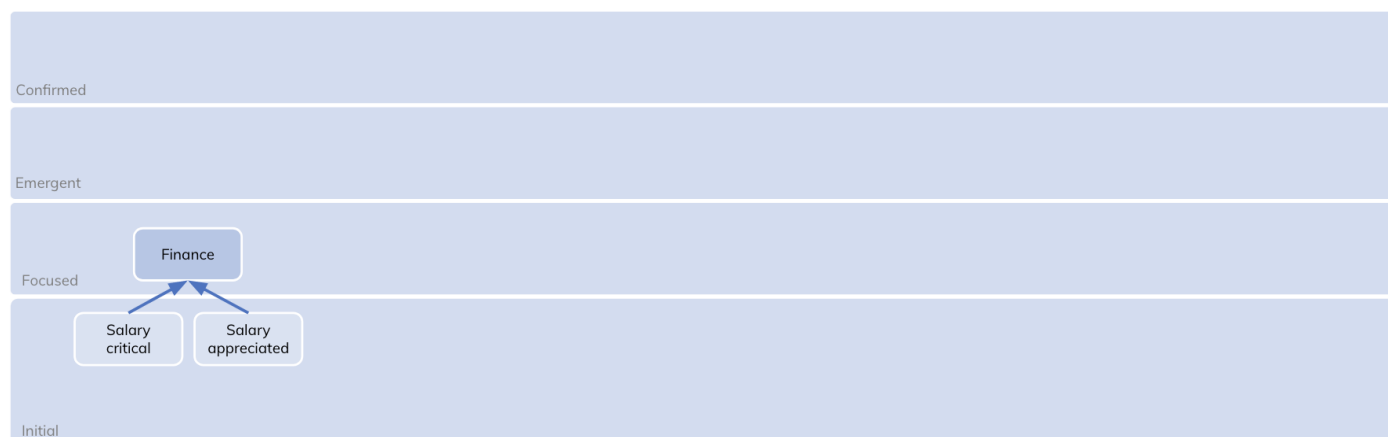 Confirmed
Emergent
Finance
Focused
Salary
critical
Salary
appreciated
Initial